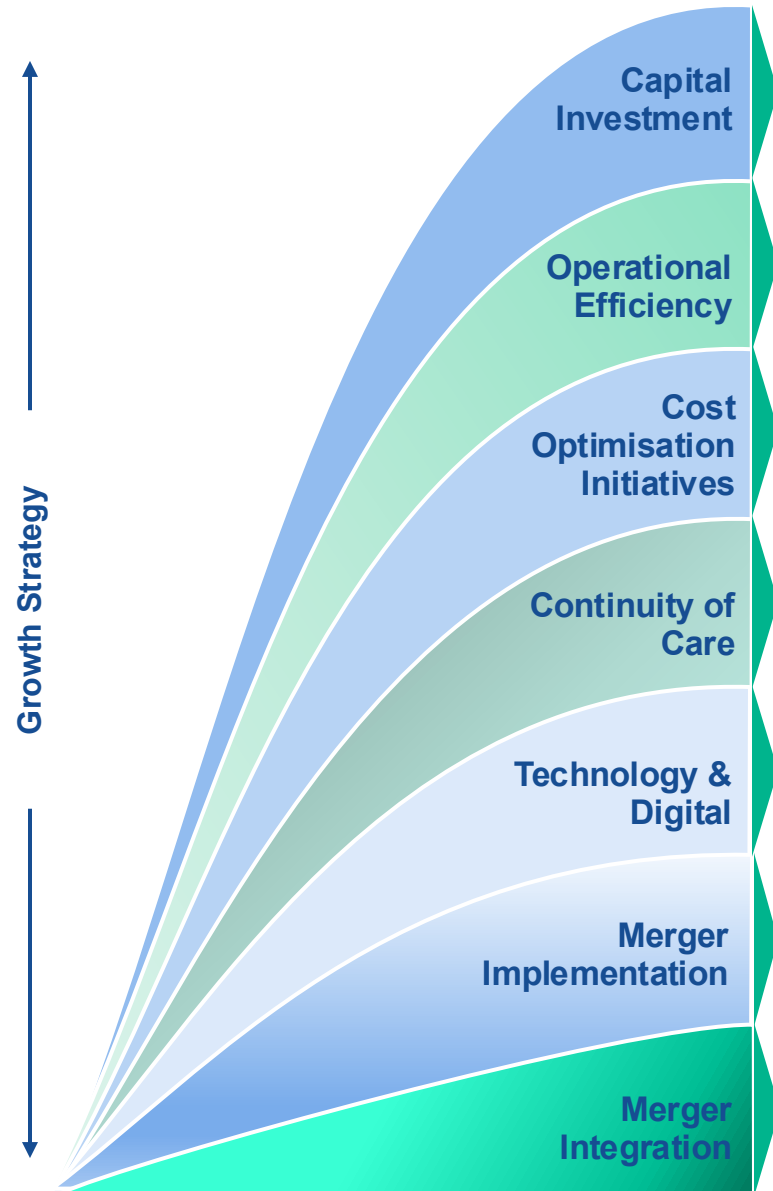 Capital
Investment
Operational
Efficiency
Cost
Optimisation
Initiatives
Growth Strategy
Continuity of
Care
Technology &
Digital
Merger
Implementation
Merger
Integration